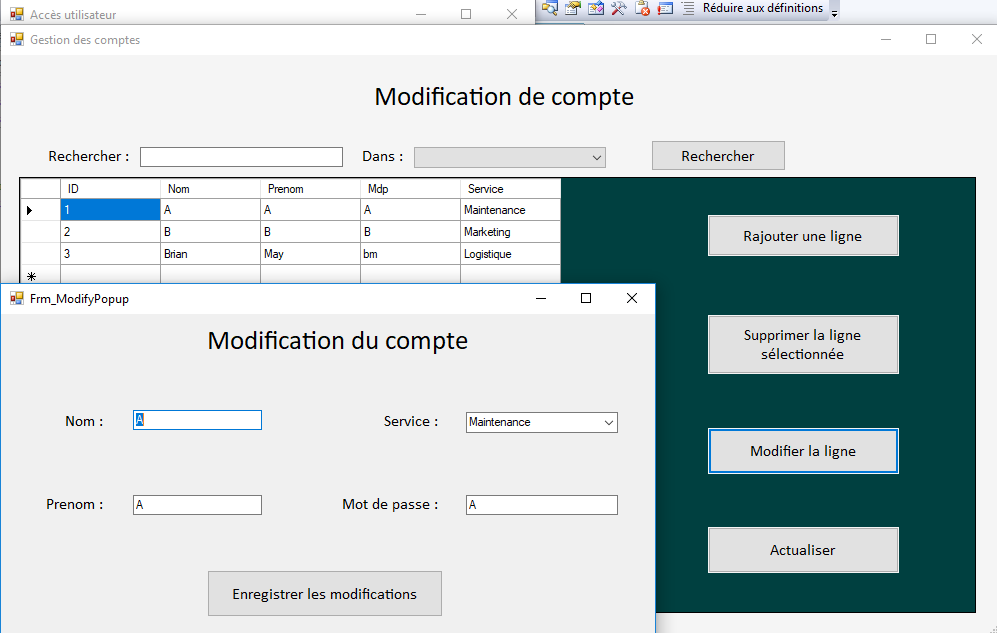 Accès utilisateur
Réduire aux définitions
Gestion des comptes
Modification de compte
Rechercher :
Dans :
Rechercher
ID Nom Prenom Mdp Service
1 A A A Maintenance
2 B B B Marketing
3 Brian May bm Logistique
Rajouter une ligne
Supprimer la ligne
sélectionnée
Modifier la ligne
Actualiser
Frm_ModifyPopup
Modification du compte
Nom : A
Service : Maintenance
Prenom : A
Mot de passe : A
Enregistrer les modifications